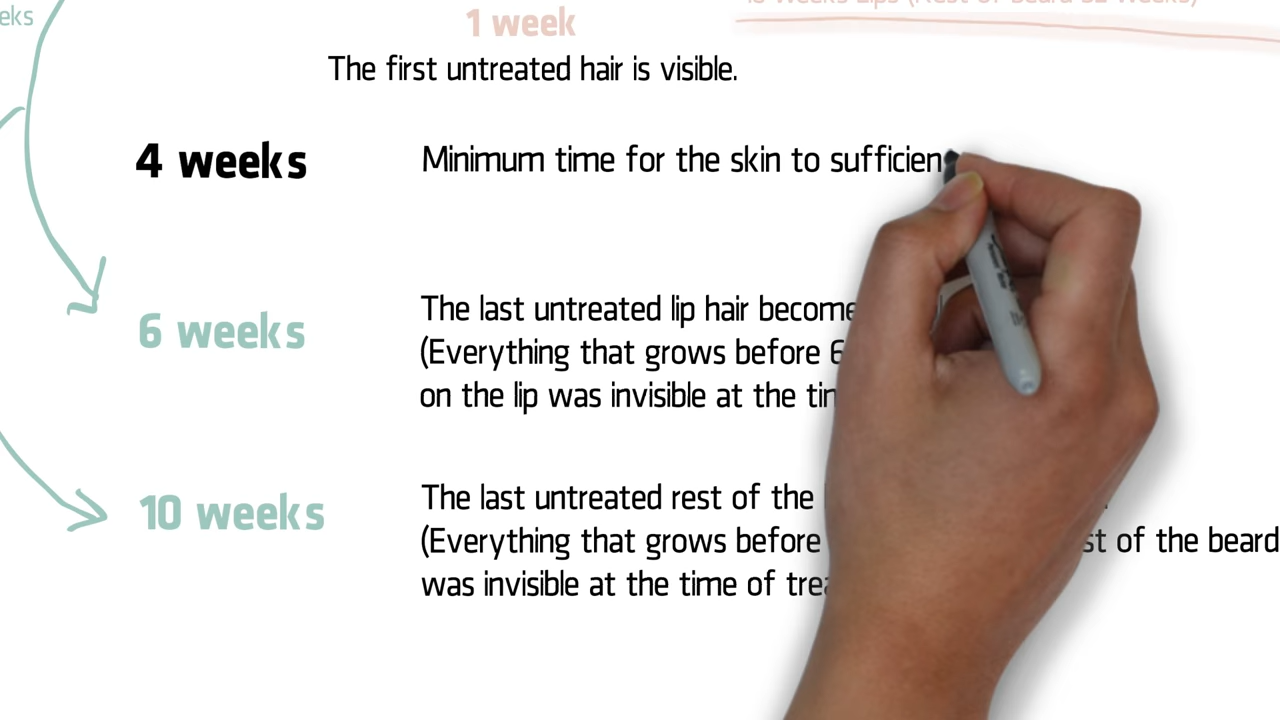 eks
1 week
The first untreated hair is visible.
4 weeks
Minimum time for the skin to sufficien
6 weeks
The last untreated lip hair become
(Everything that grows before 6
on the lip was invisible at the tim
10 weeks
The last untreated rest of the
(Everything that grows before st of the beard
was invisible at the time of trea